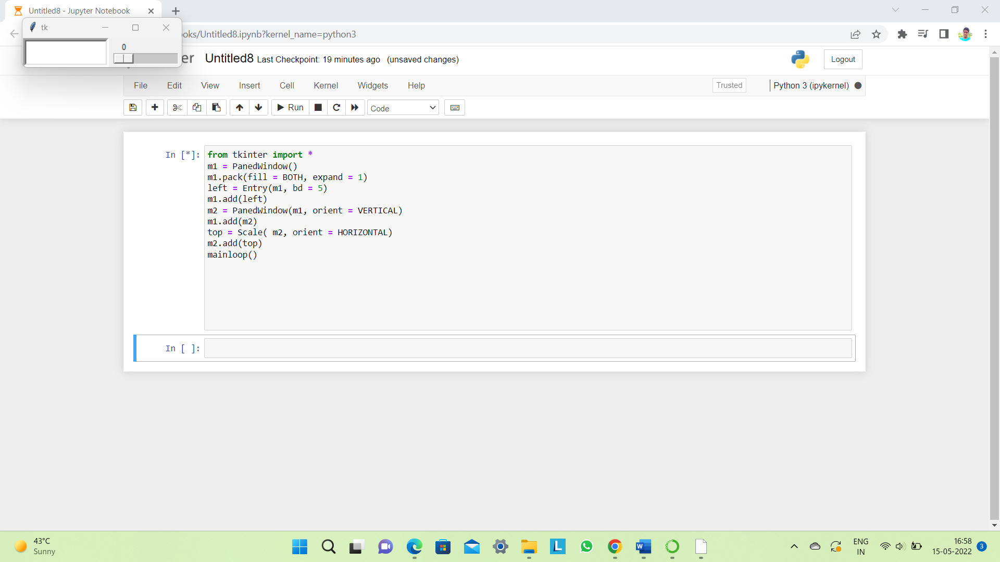 Untitled8 - Jupyter Notebook
tk
oks/Untitled8.ipynb?kernel_name=python3
0
er Untitled8 Last Checkpoint: 19 minutes ago (unsaved changes)
Logout
File Edit View Insert Cell Kernel Widgets Help
Trusted Python 3 (ipykernel)
Run Code
In [*]:
from tkinter import *
m1 = PanedWindow()
m1.pack(fill = BOTH, expand = 1)
left = Entry(m1, bd = 5)
m1.add(left)
m2 = PanedWindow(m1, orient = VERTICAL)
m1.add(m2)
top = Scale( m2, orient = HORIZONTAL)
m2.add(top)
mainloop()
In [ ]:
43°C
Sunny
L
W
ENG
IN
16:58
15-05-2022
3